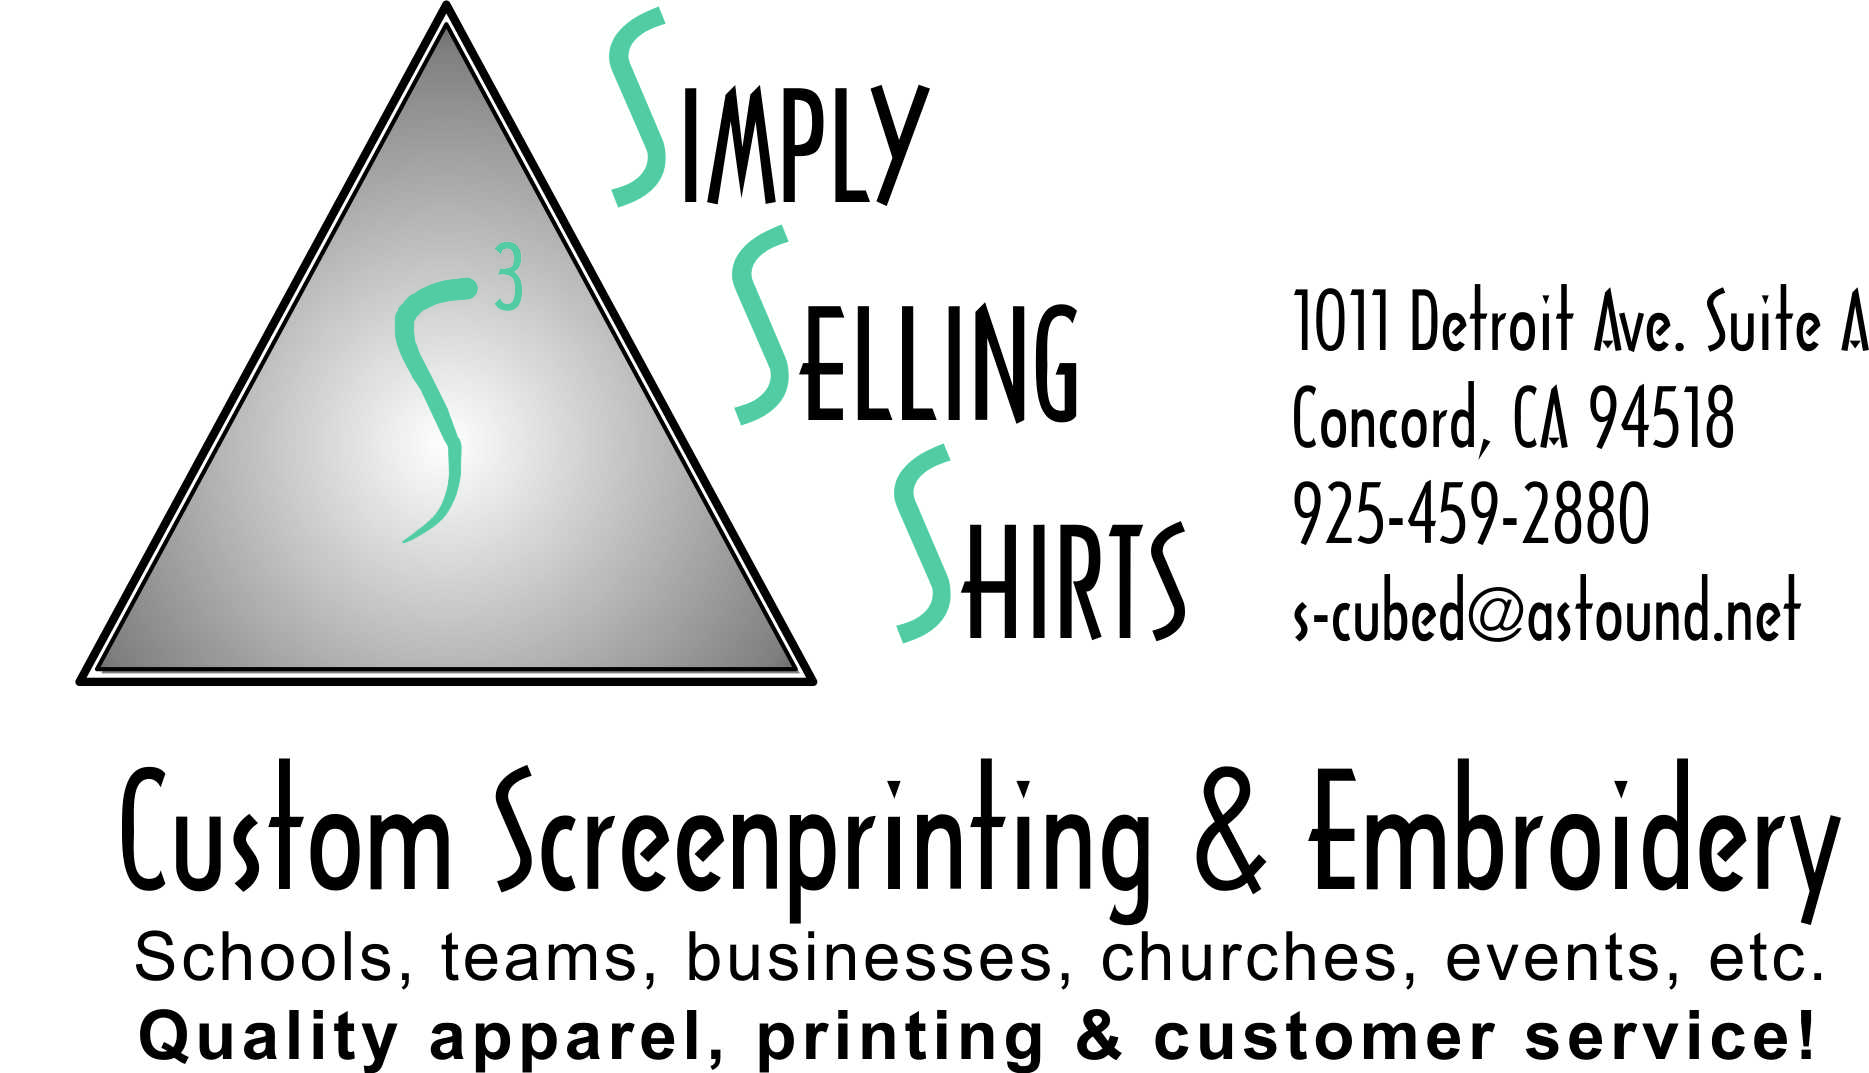 S3
SIMPLY
SELLING
SHIRTS
1011 Detroit Ave. Suite A
Concord, CA 94518
925-459-2880
s-cubed@astound.net
Custom Screenprinting & Embroidery
Schools, teams, businesses, churches, events, etc.
Quality apparel, printing & customer service!